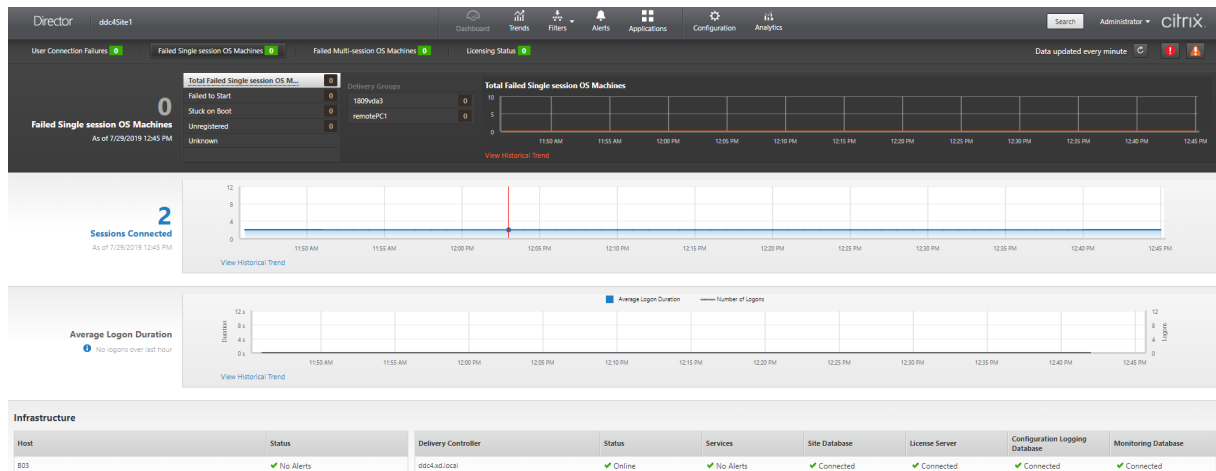 Director ddc4Site1 Dashboard Trends Filters Alerts Applications Configuration Analytics Search Administrator citrix
User Connection Failures 0 Failed Single session OS Machines 0 Failed Multi-session OS Machines 0 Licensing Status 0 Data updated every minute
0
Failed Single session OS Machines
As of 7/29/2019 12:45 PM
Total Failed Single session OS M... 0
Failed to Start 0
Stuck on Boot 0
Unregistered 0
Unknown
Delivery Groups
1809vda3 0
remotePC1 0
Total Failed Single session OS Machines
10
5
0
11:50 AM 11:55 AM 12:00 PM 12:05 PM 12:10 PM 12:15 PM 12:20 PM 12:25 PM 12:30 PM 12:35 PM 12:40 PM 12:45 PM
View Historical Trend
2
Sessions Connected
As of 7/29/2019 12:45 PM
12
8
4
0
11:50 AM 11:55 AM 12:00 PM 12:05 PM 12:10 PM 12:15 PM 12:20 PM 12:25 PM 12:30 PM 12:35 PM 12:40 PM 12:45 PM
View Historical Trend
Average Logon Duration
No logons over last hour
Average Logon Duration Number of Logons
Duration
12 s
8 s
4 s
0 s
12
8
4
0
Logons
11:50 AM 11:55 AM 12:00 PM 12:05 PM 12:15 PM 12:10 PM 12:20 PM 12:25 PM 12:30 PM 12:35 PM 12:40 PM 12:45 PM
View Historical Trend
Infrastructure
Host Status
B03 No Alerts
Delivery Controller Status Services Site Database License Server Configuration Logging Database Monitoring Database
ddc4.xd.local Online No Alerts Connected Connected Connected Connected